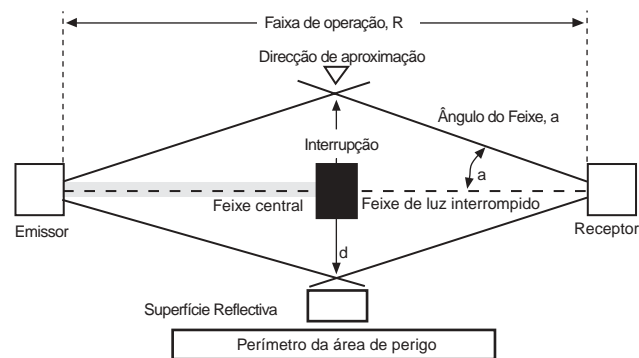 Faixa de operação, R
Direcção de aproximação
Ângulo do Feixe, a
Interrupção
a
Feixe central
Feixe de luz interrompido
Emissor
Receptor
d
Superfície Reflectiva
Perímetro da área de perigo